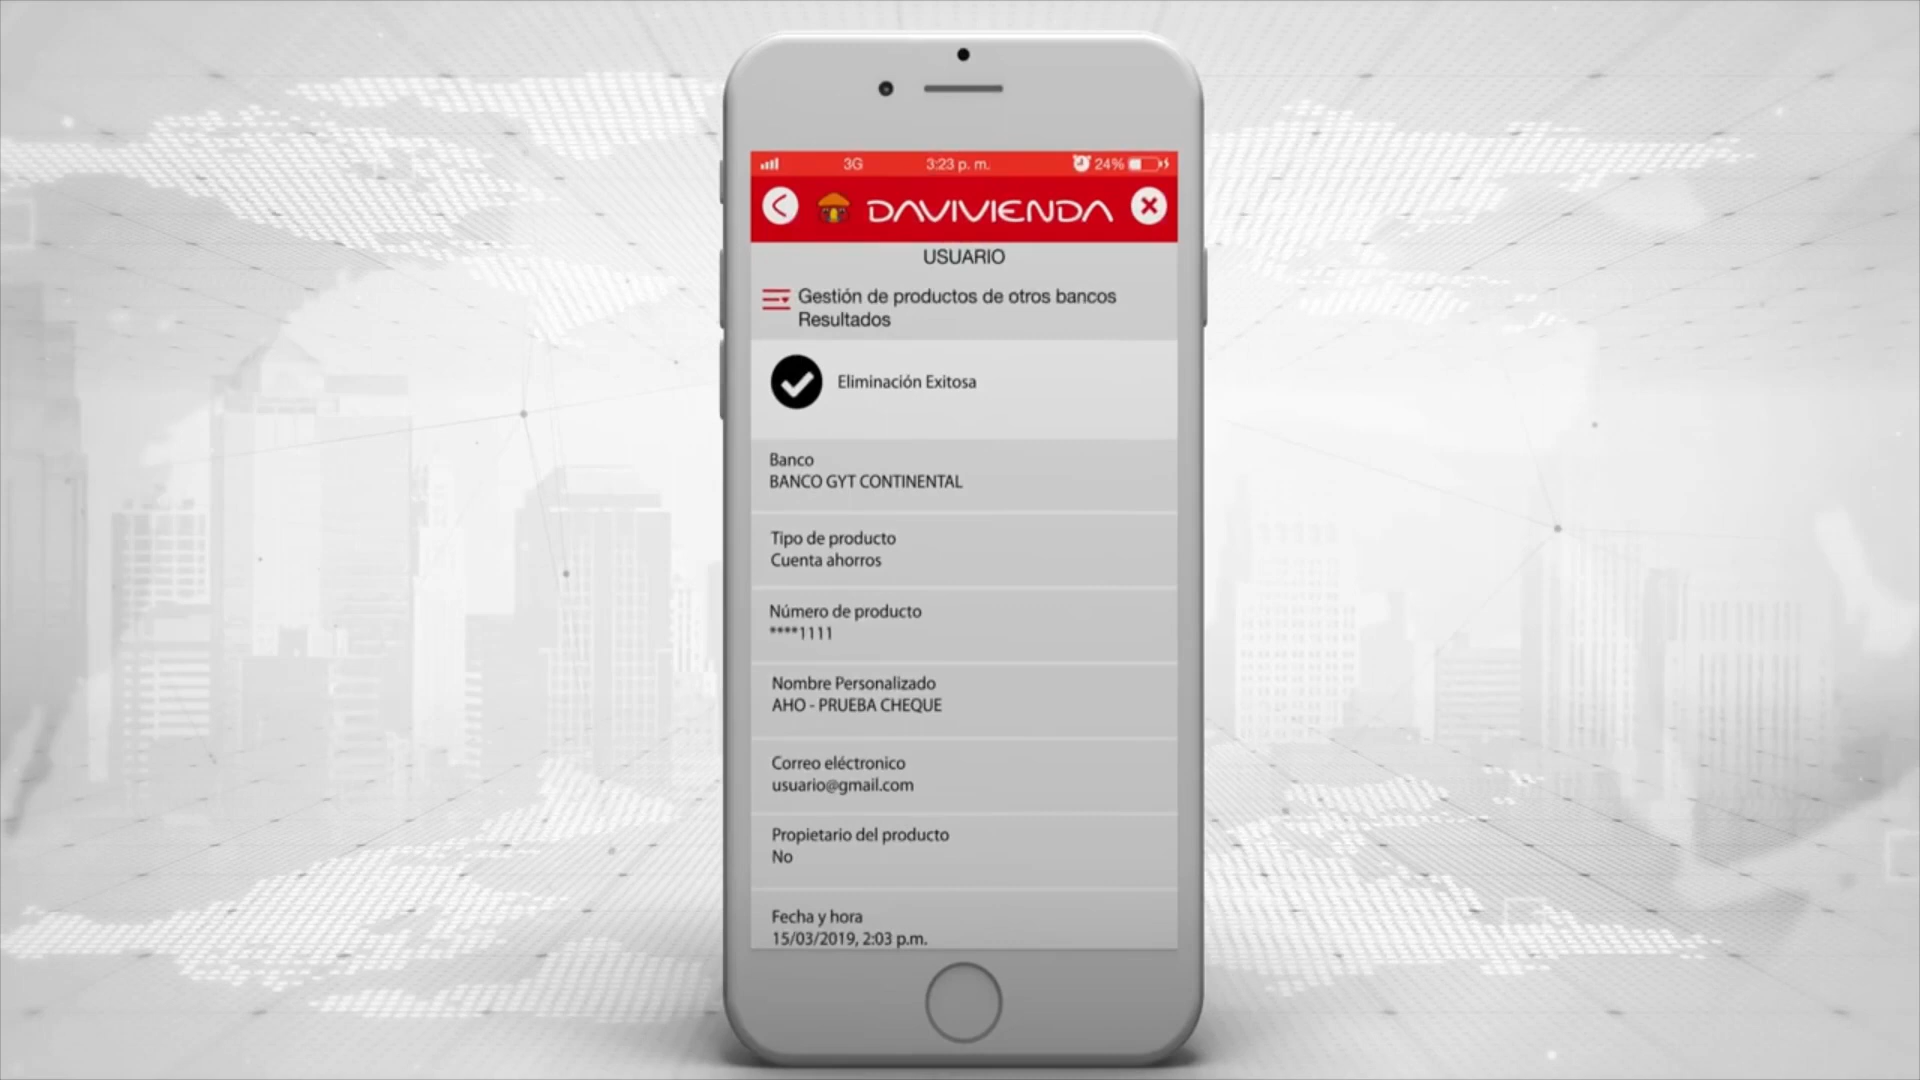 3G 3:23 p. m. 24%
DAVIVIENDA
USUARIO
Gestión de productos de otros bancos
Resultados
Eliminación Exitosa
Banco
BANCO GYT CONTINENTAL
Tipo de producto
Cuenta ahorros
Número de producto
****1111
Nombre Personalizado
AHO - PRUEBA CHEQUE
Correo eléctronico
usuario@gmail.com
Propietario del producto
No
Fecha y hora
15/03/2019, 2:03 p.m.